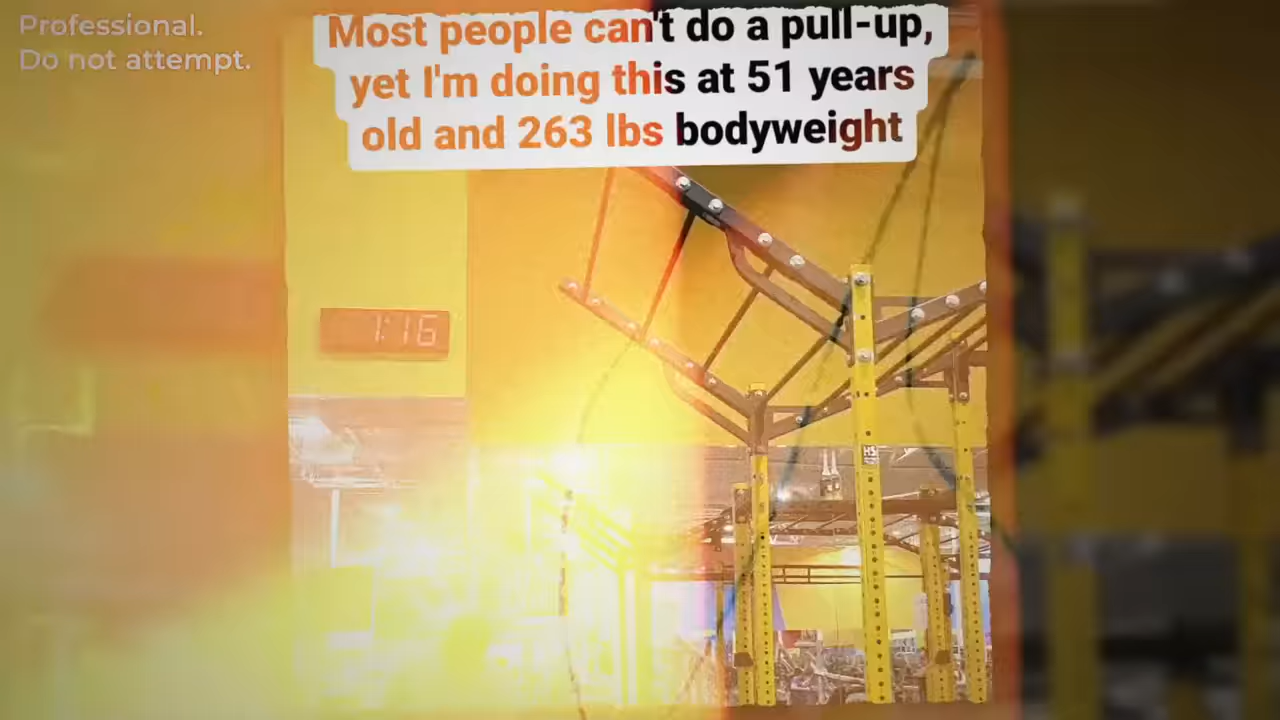 Professional.
Do not attempt.
Most people can't do a pull-up,
yet I'm doing this at 51 years
old and 263 lbs bodyweight
1:16